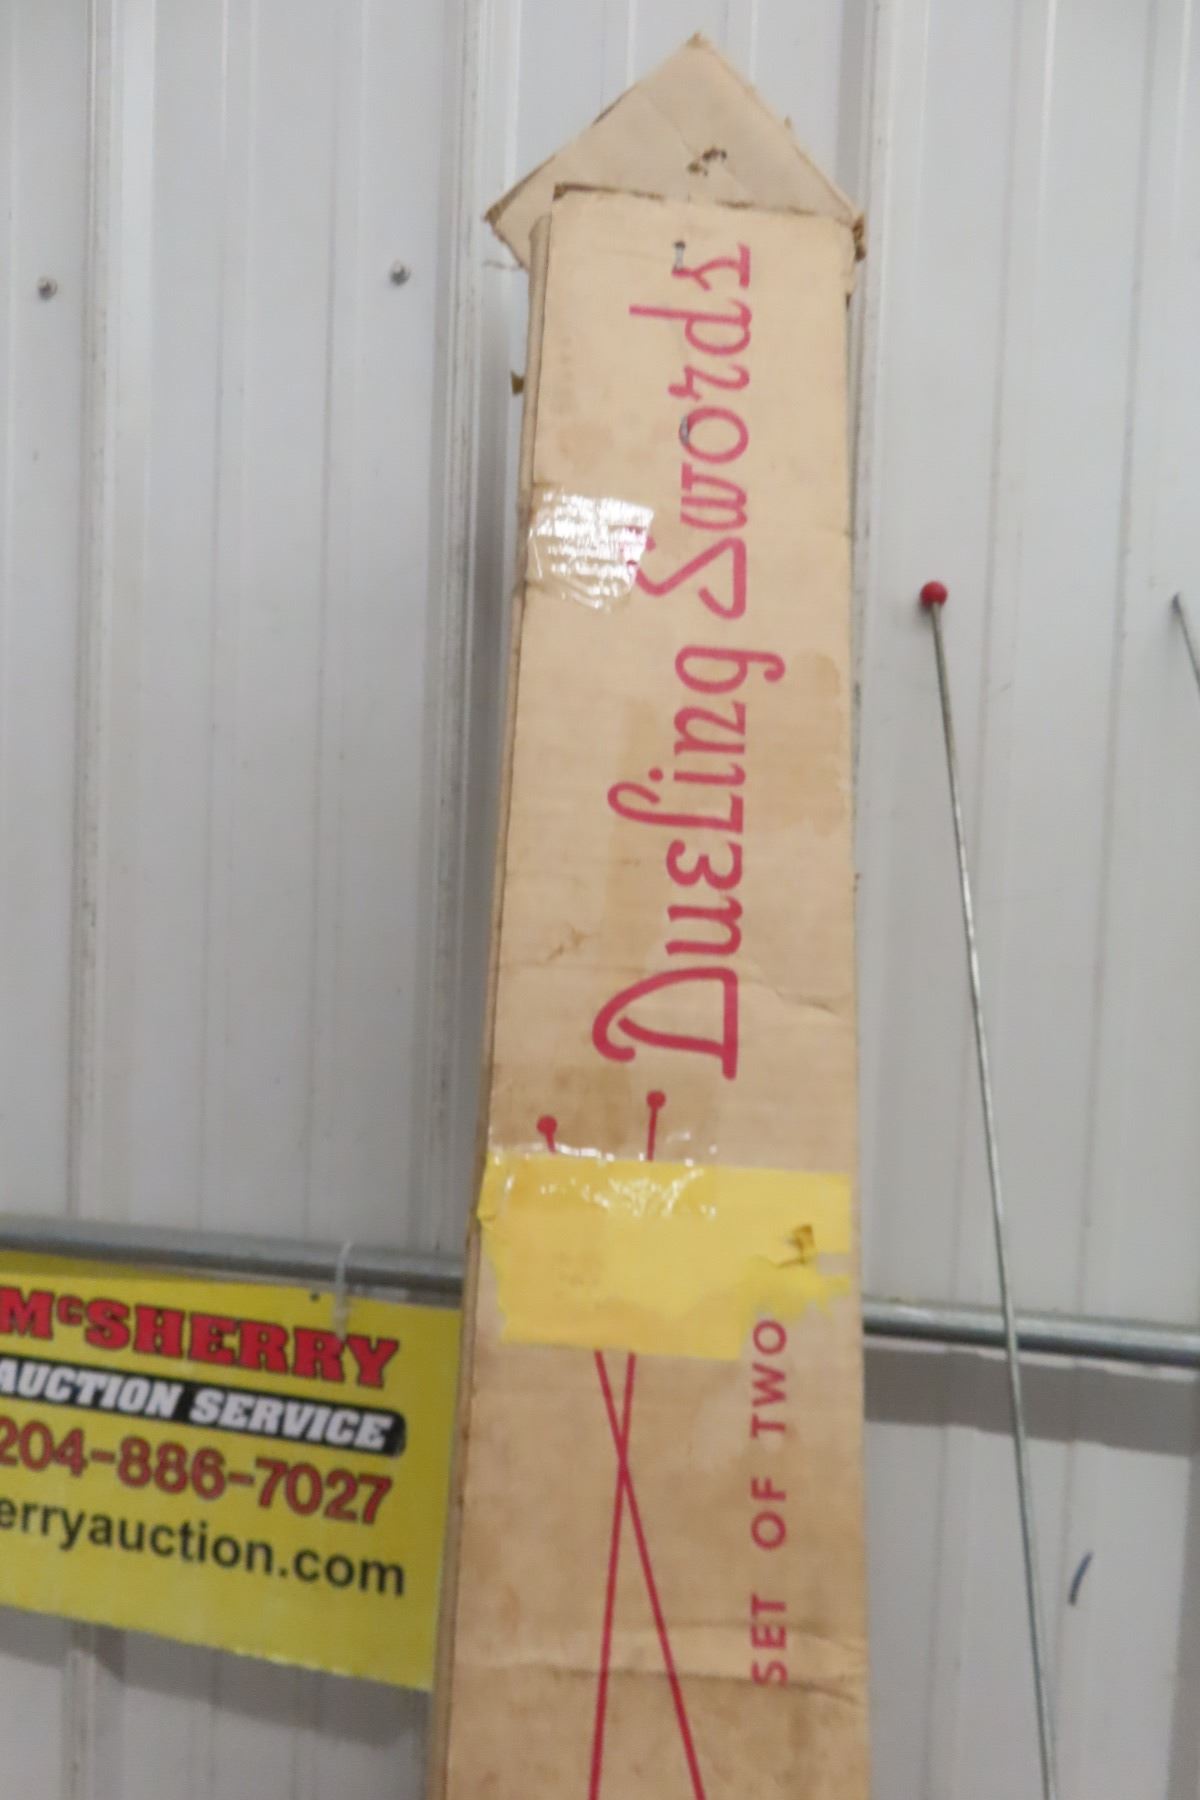 Dueling Swords
SET OF TWO
McSHERRY
AUCTION SERVICE
204-886-7027
erryauction.com